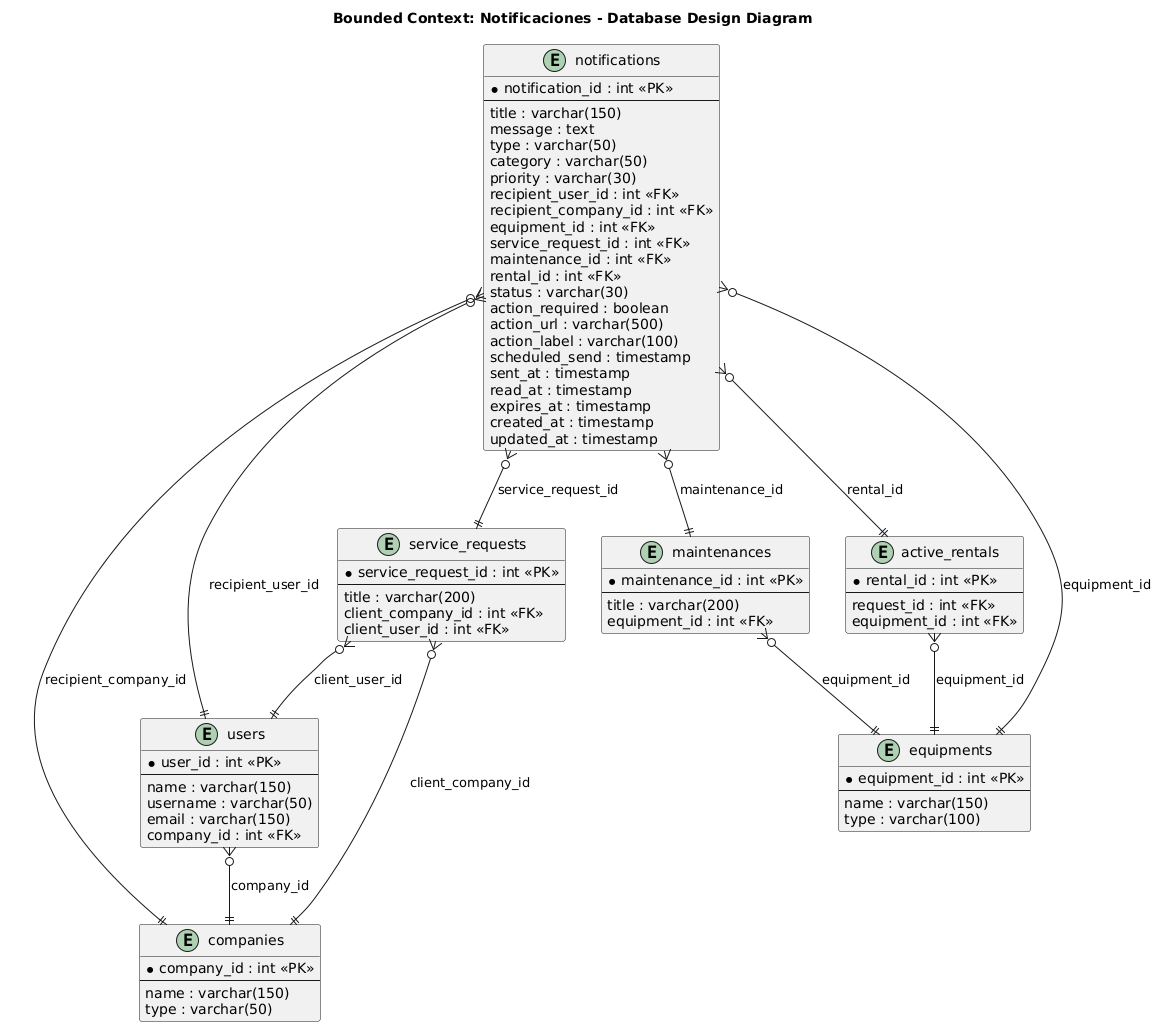 Bounded Context: Notificaciones - Database Design Diagram
E notifications
notification_id : int «PK»
title : varchar(150)
message : text
type : varchar(50)
category : varchar(50)
priority : varchar(30)
recipient_user_id : int «FK»
recipient_company_id : int «FK»
equipment_id : int «FK»
service_request_id : int «FK»
maintenance_id : int «FK»
rental_id : int «FK»
status : varchar(30)
action_required : boolean
action_url : varchar(500)
action_label : varchar(100)
scheduled_send : timestamp
sent_at : timestamp
read_at : timestamp
expires_at : timestamp
created_at : timestamp
updated_at : timestamp
service_request_id
maintenance_id
rental_id
recipient_user_id
equipment_id
recipient_company_id
E service_requests
service_request_id : int «PK»
title : varchar(200)
client_company_id : int «FK»
client_user_id : int «FK»
E maintenances
maintenance_id : int «PK»
title : varchar(200)
equipment_id : int «FK»
E active_rentals
rental_id : int «PK»
request_id : int «FK»
equipment_id : int «FK»
client_user_id
equipment_id
equipment_id
client_company_id
E users
user_id : int «PK»
name : varchar(150)
username : varchar(50)
email : varchar(150)
company_id : int «FK»
E equipments
equipment_id : int «PK»
name : varchar(150)
type : varchar(100)
company_id
E companies
company_id : int «PK»
name : varchar(150)
type : varchar(50)